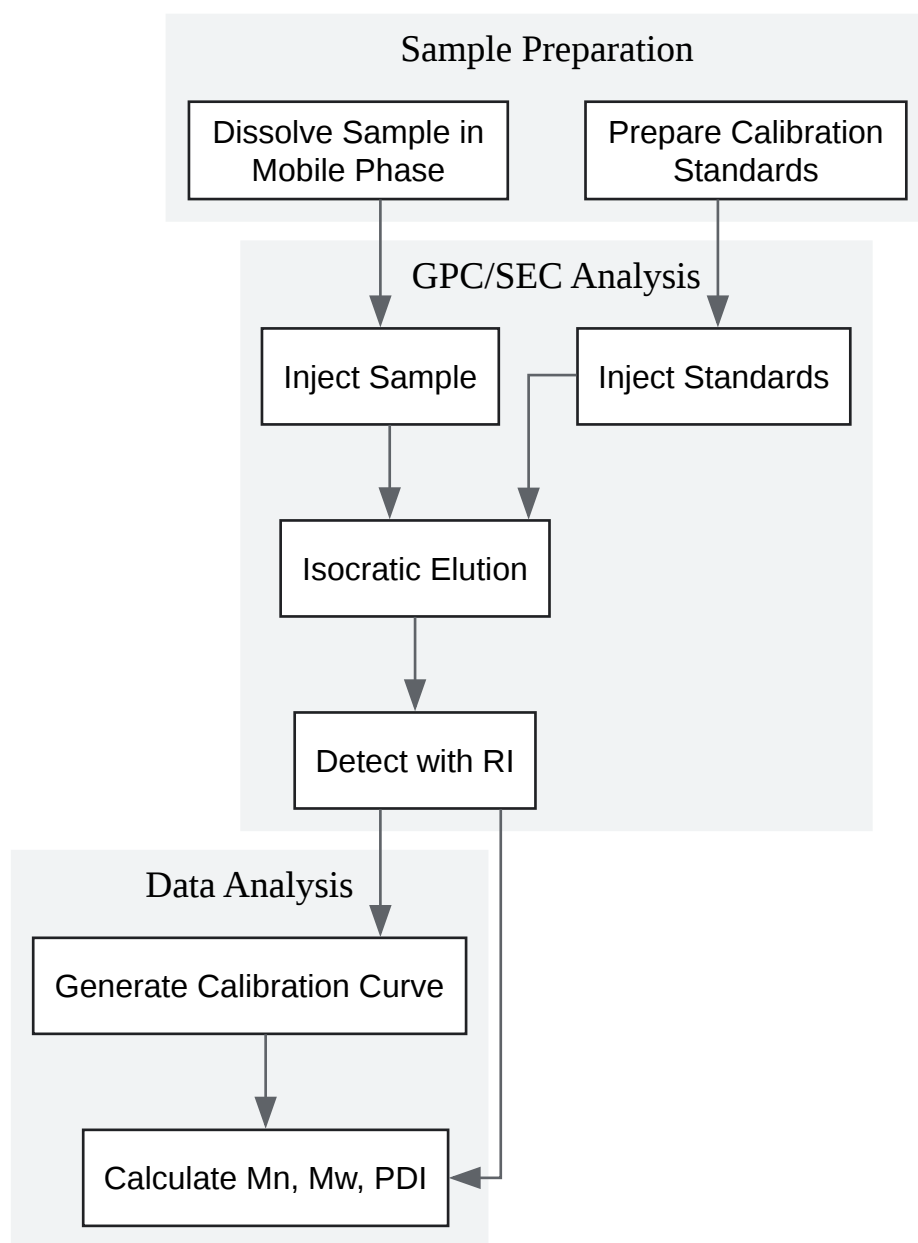 Sample Preparation
Dissolve Sample in
Mobile Phase
Prepare Calibration
Standards
GPC/SEC Analysis
Inject Sample
Inject Standards
Isocratic Elution
Detect with RI
Data Analysis
Generate Calibration Curve
Calculate Mn, Mw, PDI